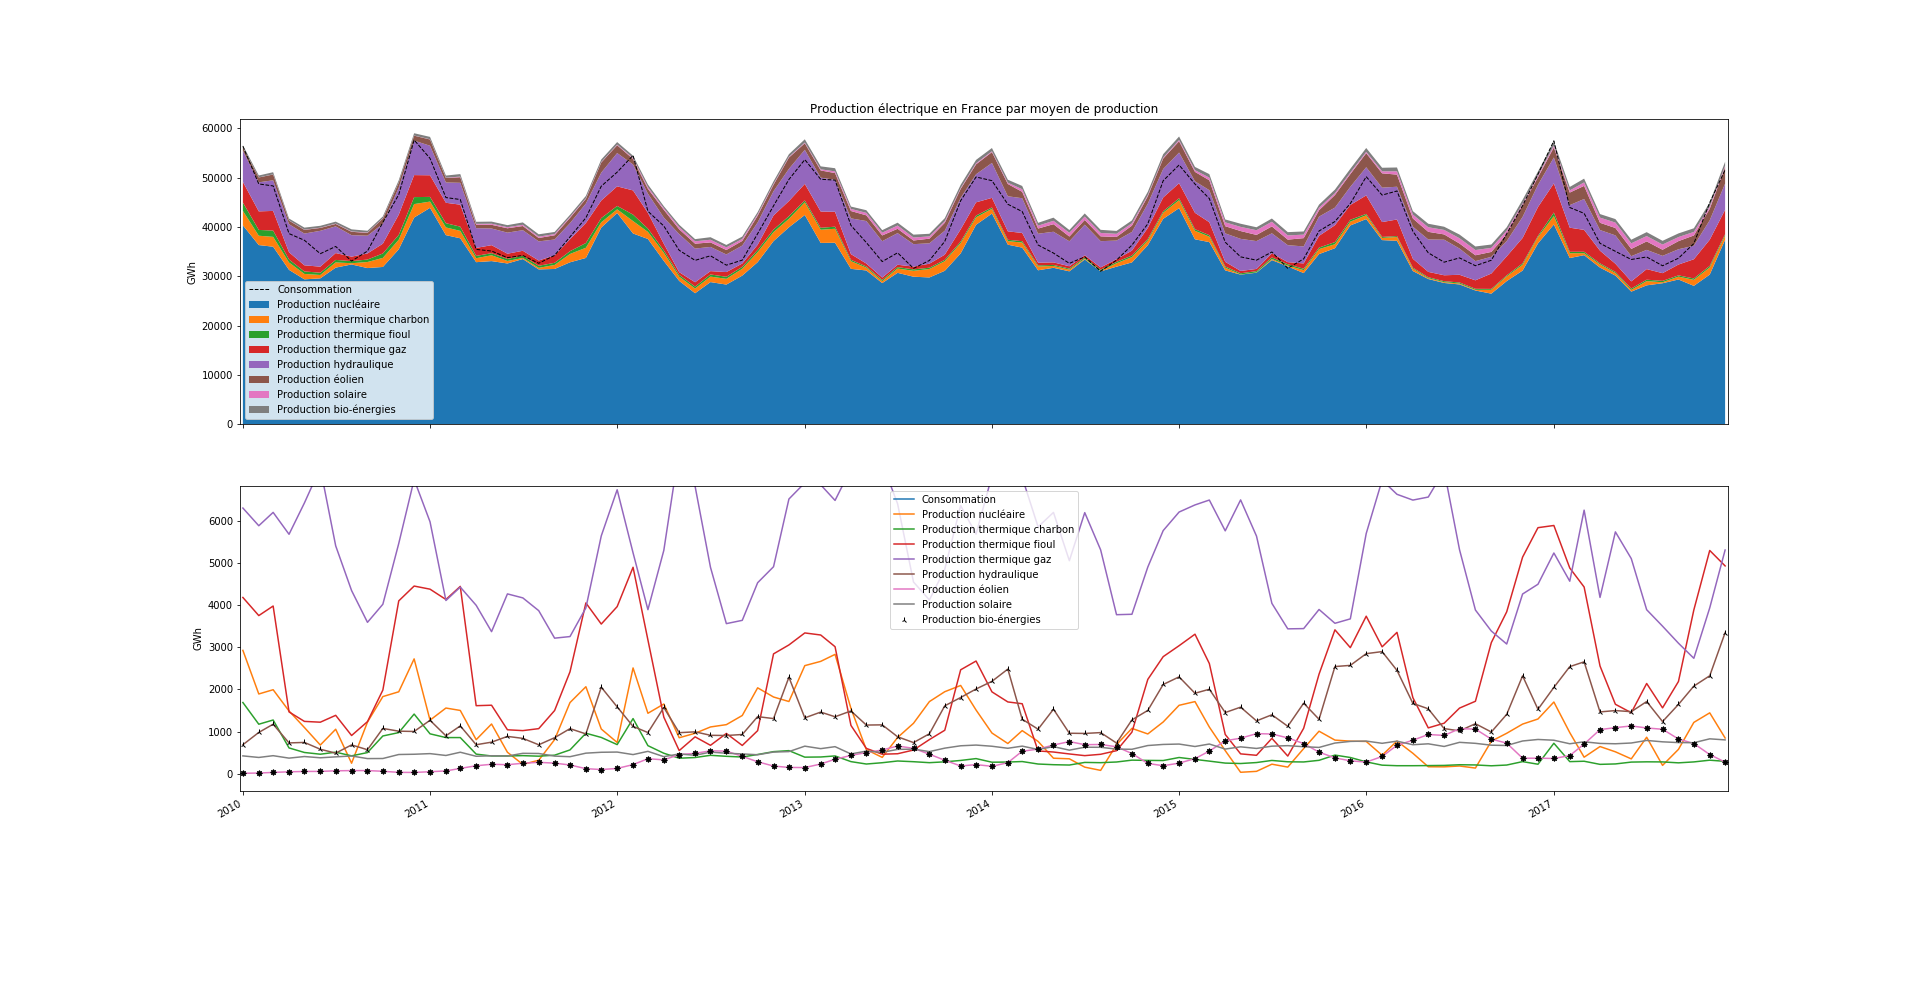 Production électrique en France par moyen de production
60000
50000
40000
30000
20000
10000
0
GWh
Consommation
Production nucléaire
Production thermique charbon
Production thermique fioul
Production thermique gaz
Production hydraulique
Production éolien
Production solaire
Production bio-énergies
6000
5000
4000
3000
2000
1000
0
GWh
Consommation
Production nucléaire
Production thermique charbon
Production thermique fioul
Production thermique gaz
Production hydraulique
Production éolien
Production solaire
Production bio-énergies
2010 2011 2012 2013 2014 2015 2016 2017